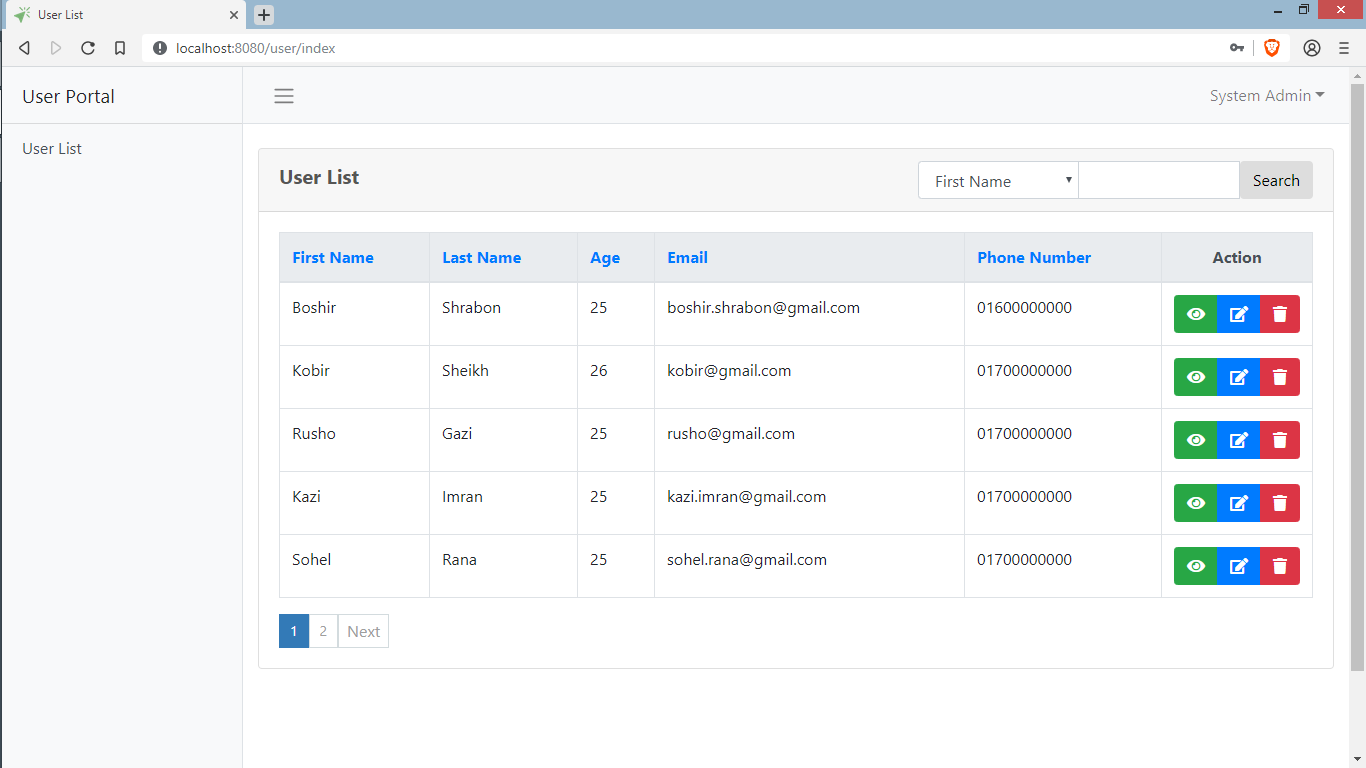 User List
localhost:8080/user/index
User Portal
System Admin
User List
User List
First Name
Search
First Name Last Name Age Email Phone Number Action
Boshir Shrabon 25 boshir.shrabon@gmail.com 01600000000
Kobir Sheikh 26 kobir@gmail.com 01700000000
Rusho Gazi 25 rusho@gmail.com 01700000000
Kazi Imran 25 kazi.imran@gmail.com 01700000000
Sohel Rana 25 sohel.rana@gmail.com 01700000000
1 2 Next